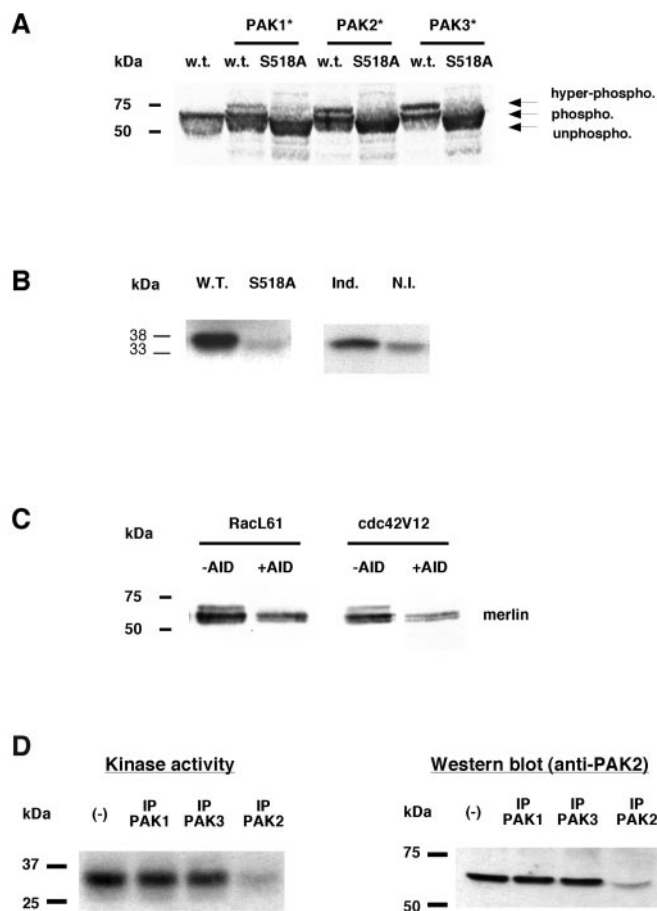 A
PAK1* PAK2* PAK3*
kDa w.t. w.t. S518A w.t. S518A w.t. S518A
75 hyper-phospho.
phospho.
50 unphospho.
B
kDa W.T. S518A Ind. N.I.
38
33
C
kDa RacL61 cdc42V12
-AID +AID -AID +AID
75
merlin
50
D
Kinase activity Western blot (anti-PAK2)
kDa (-) IP PAK1 IP PAK3 IP PAK2 kDa (-) IP PAK1 IP PAK3 IP PAK2
37 75
25 50